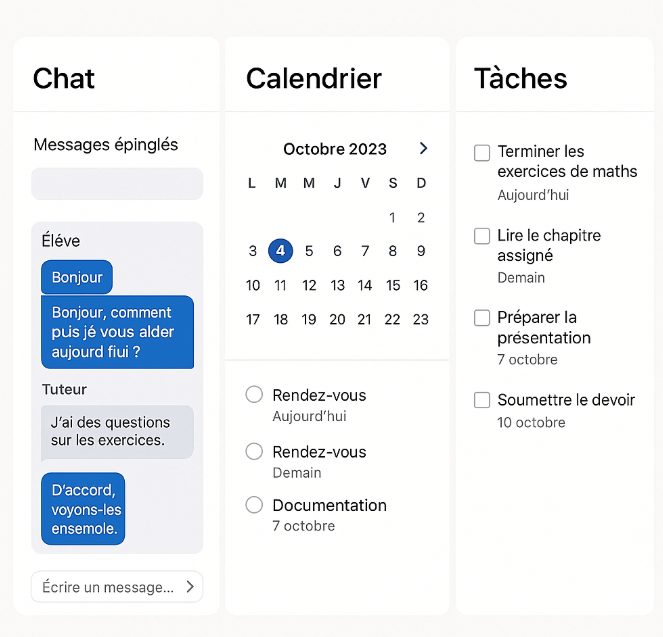 Chat
Messages épinglés
Éléve
Bonjour
Bonjour, comment
puis jé vous alder
aujourd fiui ?
Tuteur
J'ai des questions
sur les exercices.
D'accord,
voyons-les
ensemole.
Écrire un message...
Calendrier
Octobre 2023
L M M J V S D
1 2
3 4 5 6 7 8 9
10 11 12 13 14 15 16
17 18 19 20 21 22 23
Rendez-vous
Aujourd'hui
Rendez-vous
Demain
Documentation
7 octobre
Tàches
Terminer les
exercices de maths
Aujourd'hui
Lire le chapitre
assigné
Demain
Préparer la
présentation
7 octobre
Soumettre le devoir
10 octobre